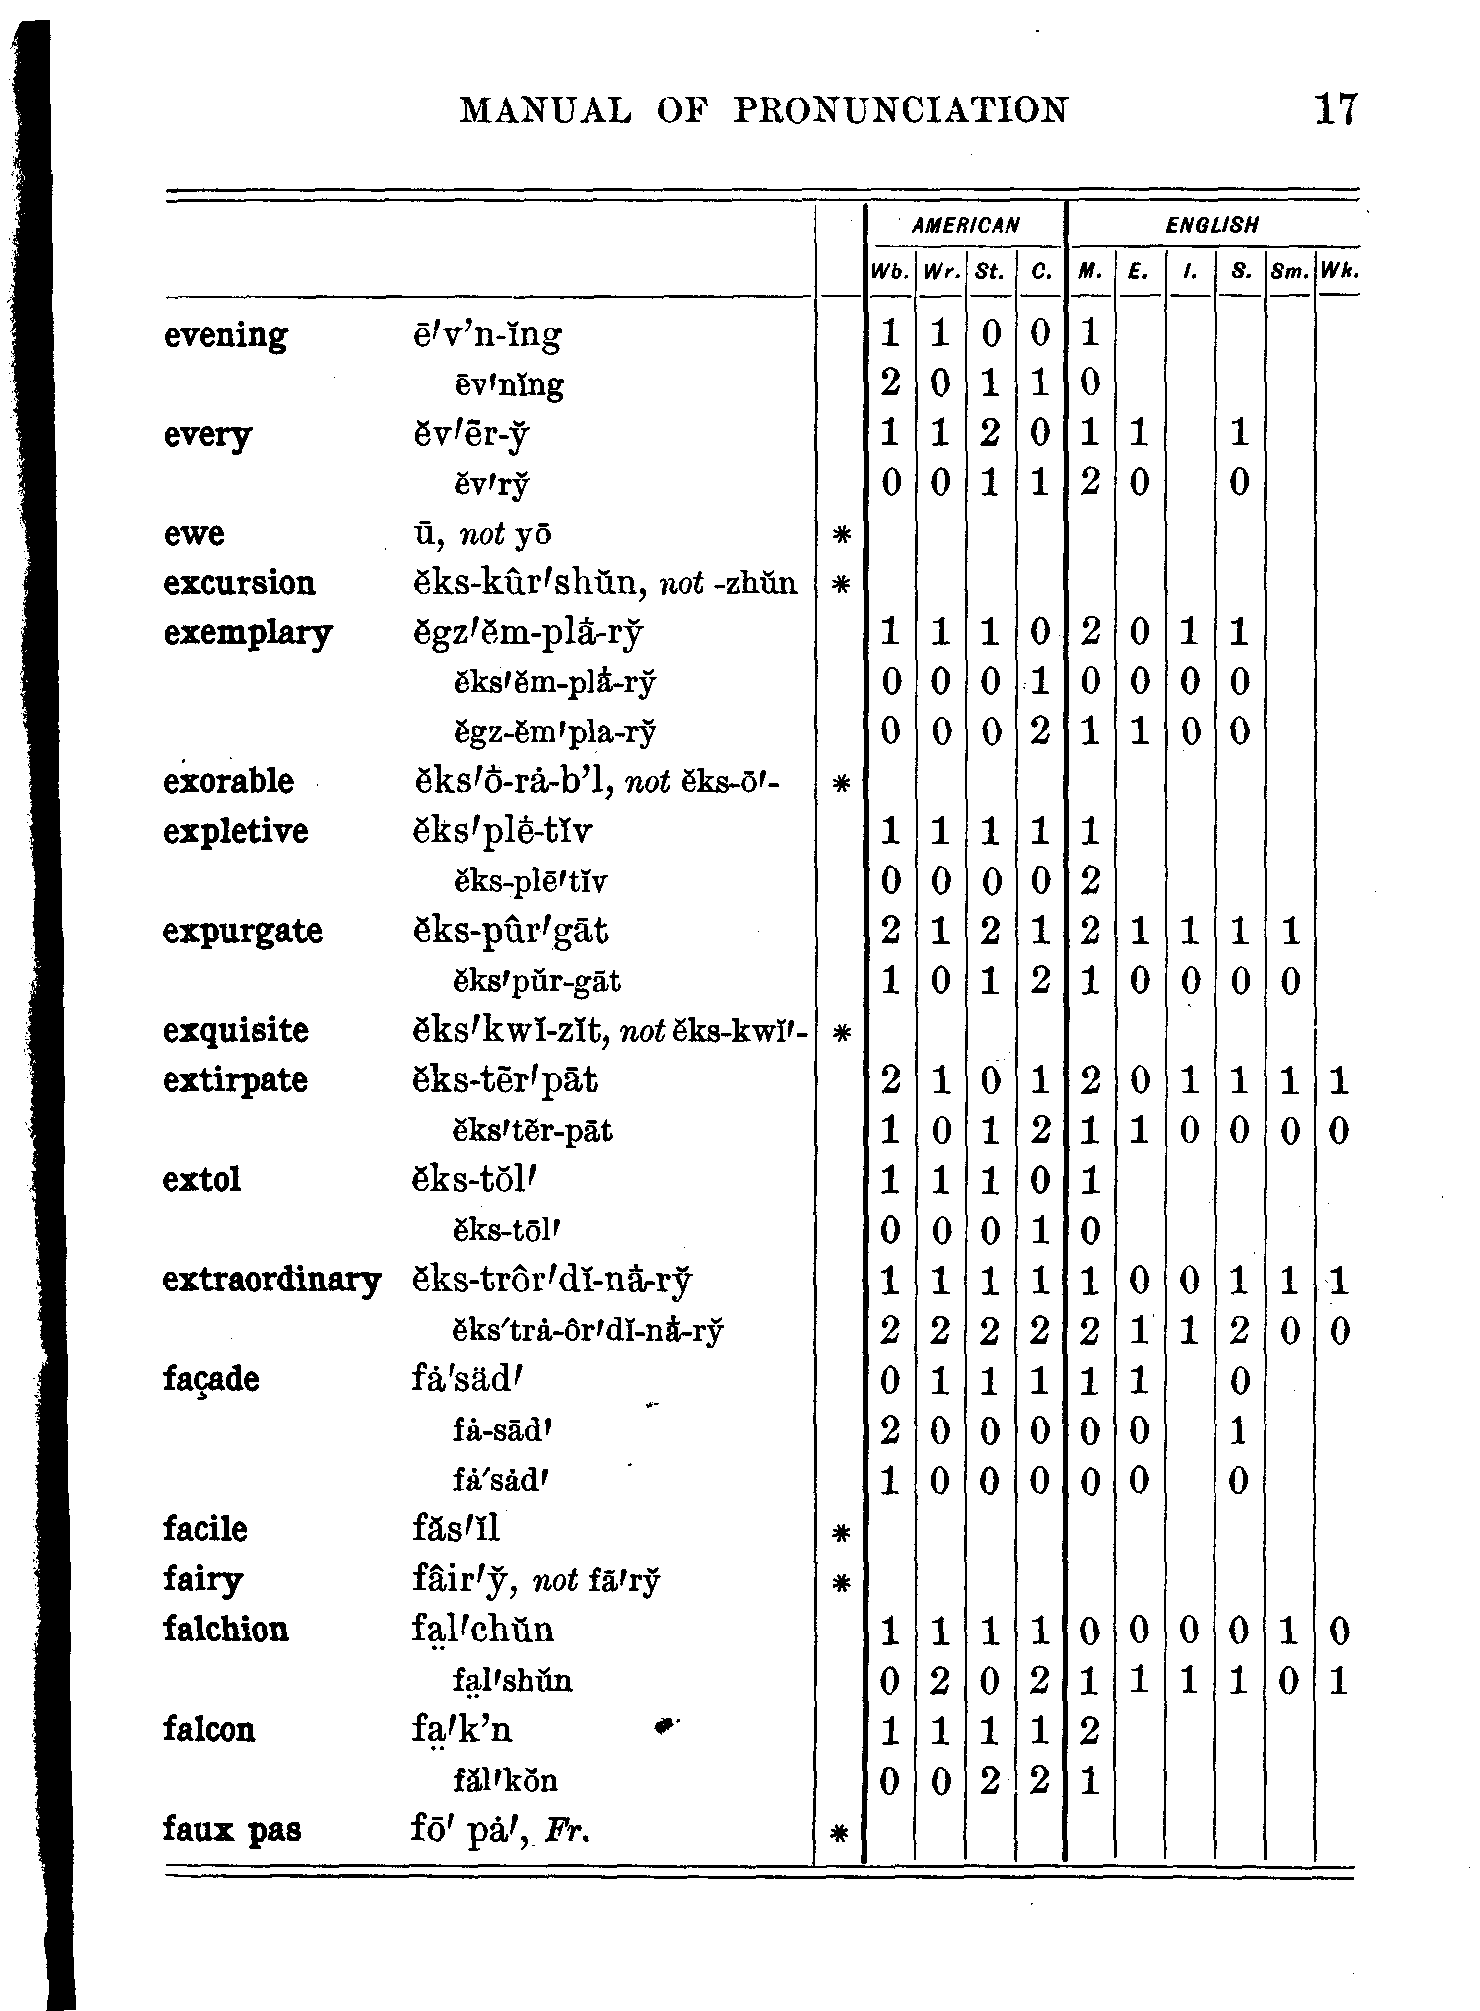 MANUAL OF PRONUNCIATION 17
AMERICAN ENGLISH
Wb. Wr. St. C. M. E. I. S. Sm. Wk.
evening ē′v’n-ĭng 1 1 0 0 1
ēv′nĭng 2 0 1 1 0
every ĕv′ẽr-y̆ 1 1 2 0 1 1 1
ĕv′ry̆ 0 0 1 1 2 0 0
ewe ū, not yō *
excursion ĕks-kûr′shŭn, not -zhŭn *
exemplary ĕgz′ĕm-plā̇-ry̆ 1 1 1 0 2 0 1 1
ĕks′ĕm-plā̇-ry̆ 0 0 0 1 0 0 0 0
ĕgz-ĕm′pla-ry̆ 0 0 0 2 1 1 0 0
exorable ĕks′ō̇-rȧ-b’l, not ĕks-ō′- *
expletive ĕks′plē̇-tĭv 1 1 1 1 1
ĕks-plē′tĭv 0 0 0 0 2
expurgate ĕks-pûr′gāt 2 1 2 1 2 1 1 1 1
ĕks′pŭr-gāt 1 0 1 2 1 0 0 0 0
exquisite ĕks′kwĭ-zĭt, not ĕks-kwĭ′- *
extirpate ĕks-tẽr′pāt 2 1 0 1 2 0 1 1 1 1
ĕks′tĕr-pāt 1 0 1 2 1 1 0 0 0 0
extol ĕks-tŏl′ 1 1 1 0 1
ĕks-tōl′ 0 0 0 1 0
extraordinary ĕks-trôr′dĭ-nā̇-ry̆ 1 1 1 1 1 0 0 1 1 1
ĕks′trȧ-ôr′dĭ-nā̇-ry̆ 2 2 2 2 2 1 1 2 0 0
façade fȧ′säd′ 0 1 1 1 1 1 0
fȧ-sād′ 2 0 0 0 0 0 1
fȧ′sȧd′ 1 0 0 0 0 0 0
facile făs′ĭl *
fairy fâir′y̆, not fā′ry̆ *
falchion fa̤l′chŭn 1 1 1 1 0 0 0 0 1 0
fa̤l′shŭn 0 2 0 2 1 1 1 1 0 1
falcon fa̤′k’n 1 1 1 1 2
făl′kŏn 0 0 2 2 1
faux pas fō′ pȧ′, Fr. *